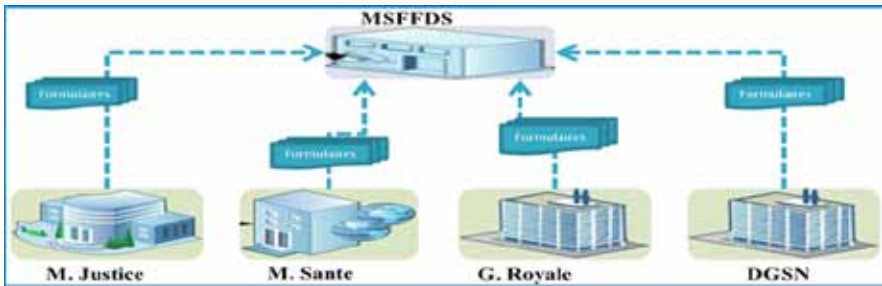 MSFFDS
Formulaires
Formulaires
Formulaires
Formulaires
M. Justice
M. Sante
G. Royale
DGSN